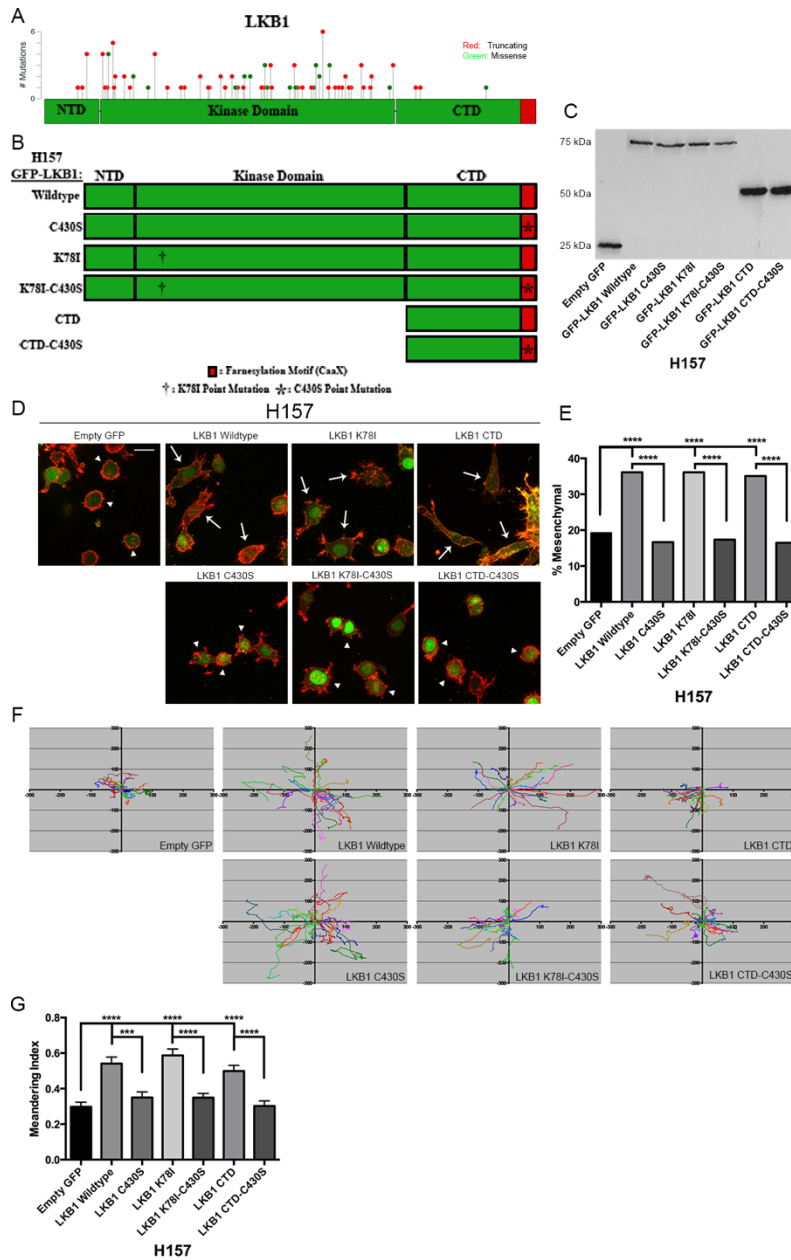 A
LKB1
# Mutations
6
3
0
Red: Truncating
Green: Missense
NTD Kinase Domain CTD
B
H157
GFP-LKB1:
NTD Kinase Domain CTD
Wildtype
C430S
K78I
K78I-C430S
CTD
CTD-C430S
: Farnesylation Motif (CaaX)
† : K78I Point Mutation * : C430S Point Mutation
C
75 kDa
50 kDa
25 kDa
Empty GFP
GFP-LKB1 Wildtype
GFP-LKB1 C430S
GFP-LKB1 K78I
GFP-LKB1 K78I-C430S
GFP-LKB1 CTD
GFP-LKB1 CTD-C430S
H157
D
H157
Empty GFP LKB1 Wildtype LKB1 K78I LKB1 CTD
LKB1 C430S LKB1 K78I-C430S LKB1 CTD-C430S
E
% Mesenchymal
40
30
20
10
0
**** **** ****
**** **** ****
Empty GFP
LKB1 Wildtype
LKB1 C430S
LKB1 K78I
LKB1 K78I-C430S
LKB1 CTD
LKB1 CTD-C430S
H157
F
Empty GFP
LKB1 Wildtype
LKB1 K78I
LKB1 CTD
LKB1 C430S
LKB1 K78I-C430S
LKB1 CTD-C430S
G
Meandering Index
0.8
0.6
0.4
0.2
0.0
**** **** ****
*** **** ****
Empty GFP
LKB1 Wildtype
LKB1 C430S
LKB1 K78I
LKB1 K78I-C430S
LKB1 CTD
LKB1 CTD-C430S
H157